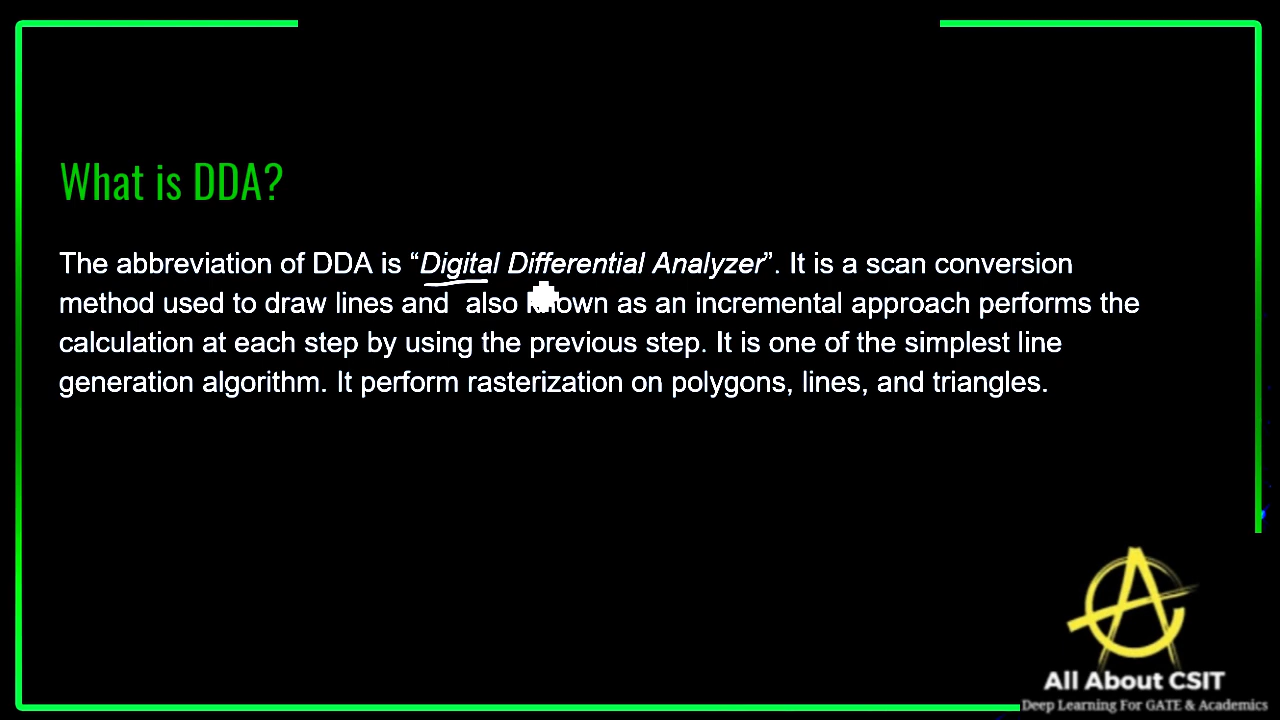 What is DDA?
The abbreviation of DDA is “Digital Differential Analyzer”. It is a scan conversion
method used to draw lines and  also known as an incremental approach performs the
calculation at each step by using the previous step. It is one of the simplest line
generation algorithm. It perform rasterization on polygons, lines, and triangles.
All About CSIT
Deep Learning For GATE & Academics